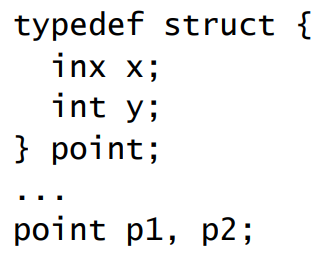 typedef struct {
  inx x;
  int y;
} point;
...
point p1, p2;